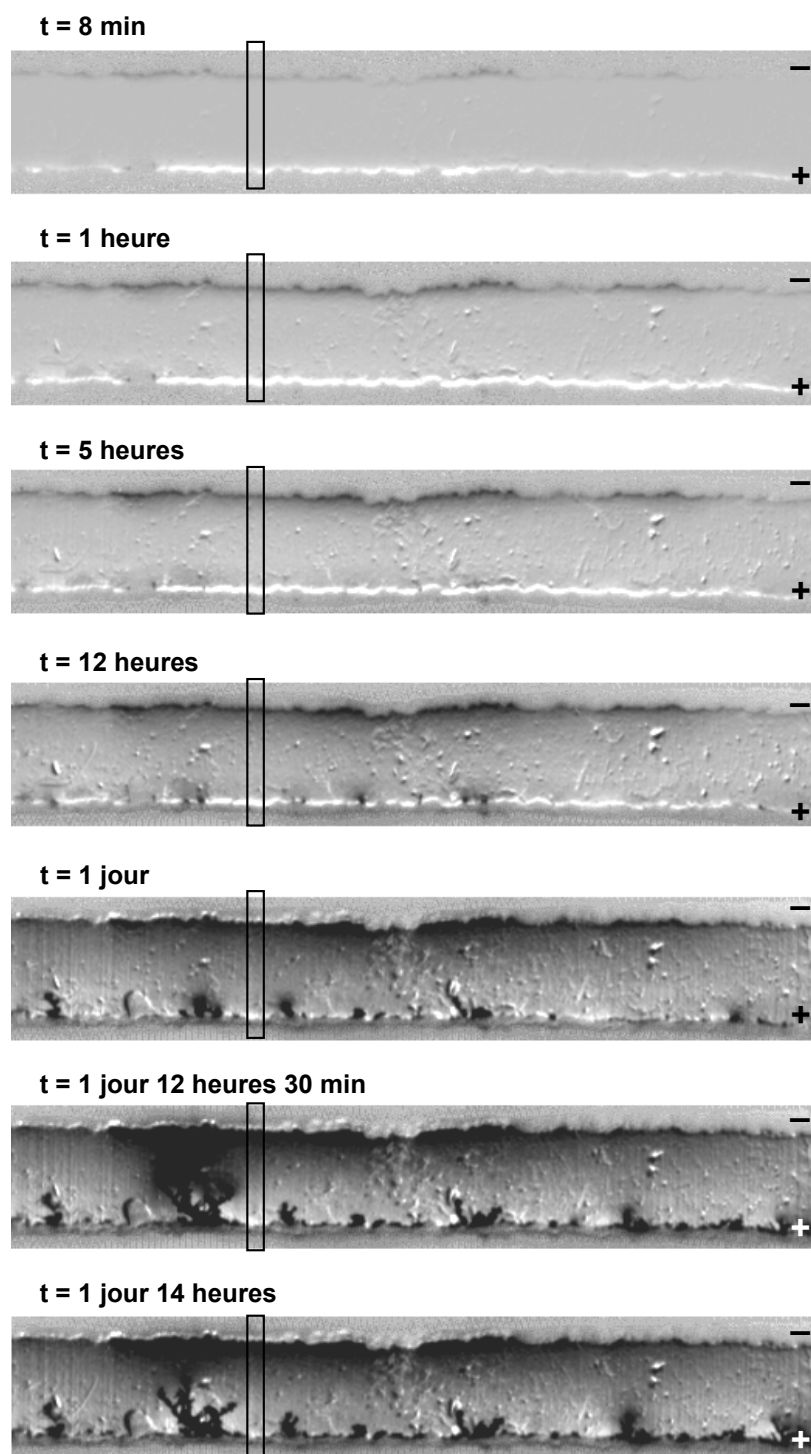 t = 8 min
−
+
t = 1 heure
−
+
t = 5 heures
−
+
t = 12 heures
−
+
t = 1 jour
−
+
t = 1 jour 12 heures 30 min
−
+
t = 1 jour 14 heures
−
+